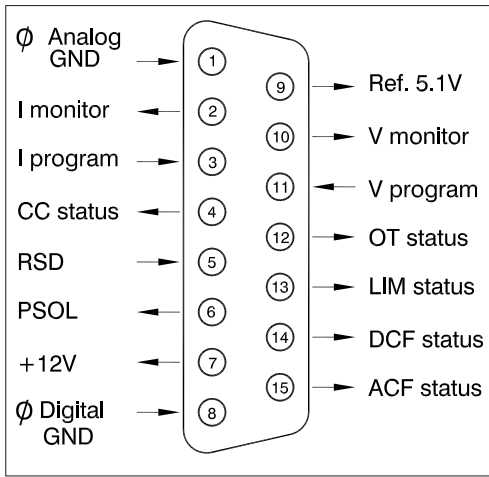 ϕ Analog
GND
1
I monitor
2
I program
3
CC status
4
RSD
5
PSOL
6
+12V
7
ϕ Digital
GND
8
9
Ref. 5.1V
10
V monitor
11
V program
12
OT status
13
LIM status
14
DCF status
15
ACF status